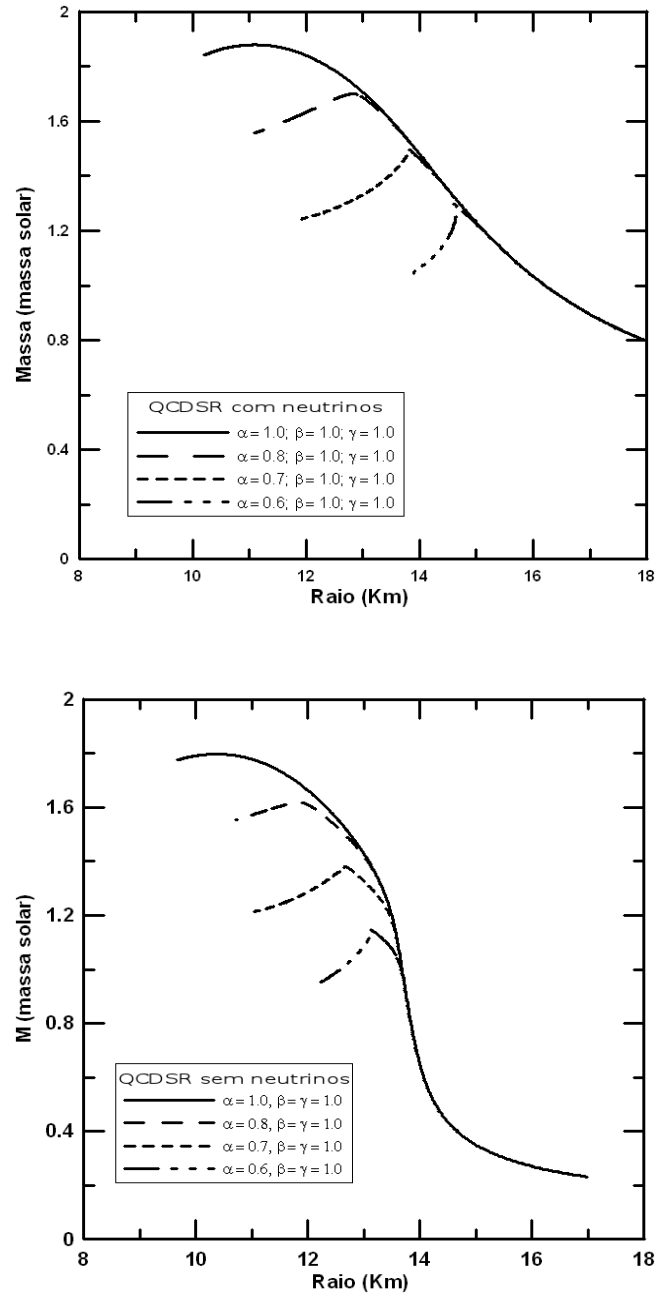 2
1.6
1.2
0.8
0.4
0
Massa (massa solar)
QCDSR com neutrinos
α = 1.0; β = 1.0; γ = 1.0
α = 0.8; β = 1.0; γ = 1.0
α = 0.7; β = 1.0; γ = 1.0
α = 0.6; β = 1.0; γ = 1.0
8 10 12 14 16 18
Raio (Km)
2
1.6
1.2
0.8
0.4
0
M (massa solar)
QCDSR sem neutrinos
α = 1.0, β = γ = 1.0
α = 0.8, β = γ = 1.0
α = 0.7, β = γ = 1.0
α = 0.6, β = γ = 1.0
8 10 12 14 16 18
Raio (Km)